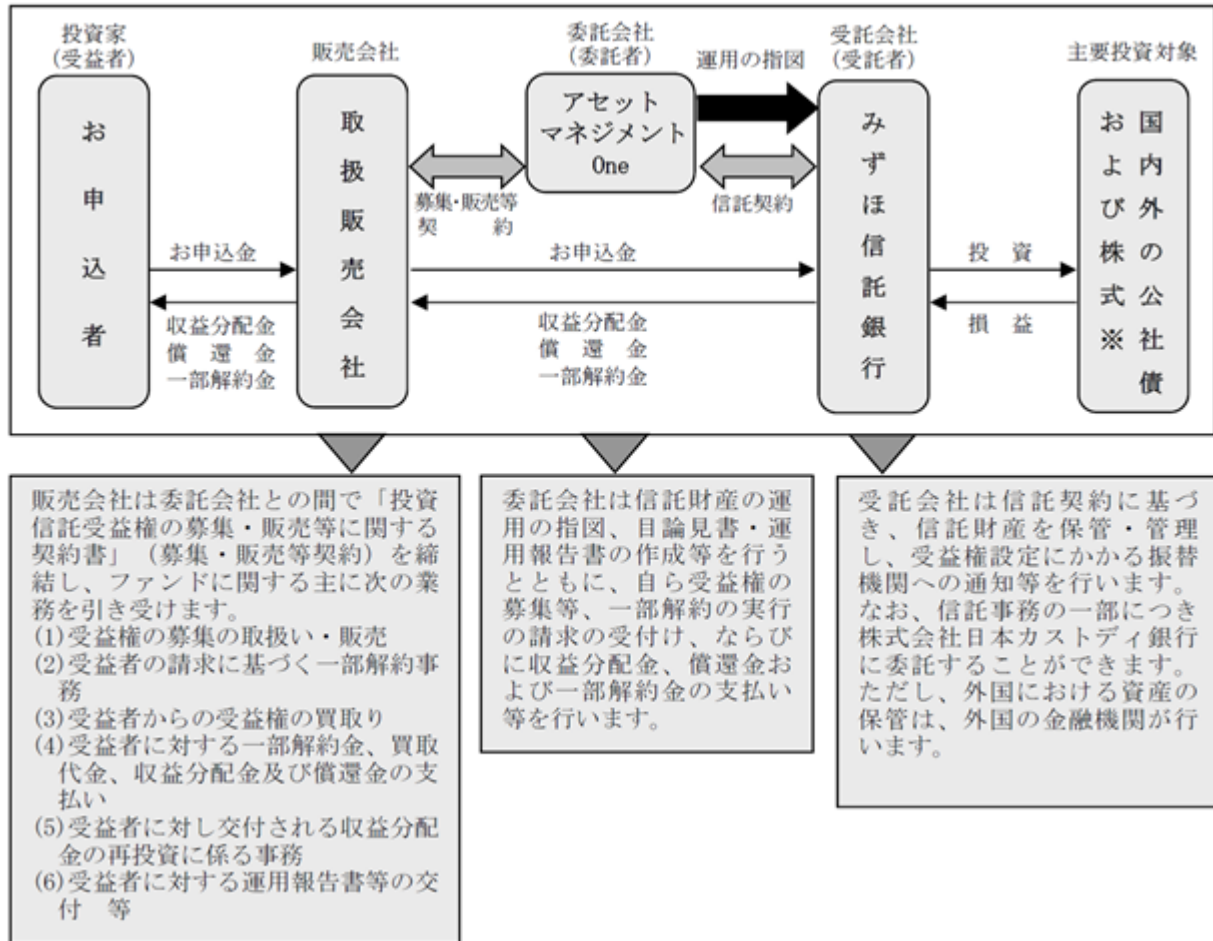 投資家
(受益者)
お申込者
販売会社
取扱販売会社
委託会社
(委託者)
アセット
マネジメント
One
運用の指図
受託会社
(受託者)
みずほ信託銀行
主要投資対象
国内外の公社債
および株式※
募集・販売等
契　　　約
信託契約
お申込金
収益分配金
償　還　金
一部解約金
お申込金
収益分配金
償　還　金
一部解約金
投　資
損　益
販売会社は委託会社との間で「投資
信託受益権の募集・販売等に関する
契約書」（募集・販売等契約）を締
結し、ファンドに関する主に次の業
務を引き受けます。
(1)受益権の募集の取扱い・販売
(2)受益者の請求に基づく一部解約事
務
(3)受益者からの受益権の買取り
(4)受益者に対する一部解約金、買取
代金、収益分配金及び償還金の支
払い
(5)受益者に対し交付される収益分配
金の再投資に係る事務
(6)受益者に対する運用報告書等の交
付　等
委託会社は信託財産の運
用の指図、目論見書・運
用報告書の作成等を行う
とともに、自ら受益権の
募集等、一部解約の実行
の請求の受付け、ならび
に収益分配金、償還金お
よび一部解約金の支払い
等を行います。
受託会社は信託契約に基づ
き、信託財産を保管・管理
し、受益権設定にかかる振替
機関への通知等を行います。
なお、信託事務の一部につき
株式会社日本カストディ銀行
に委託することができます。
ただし、外国における資産の
保管は、外国の金融機関が行
います。